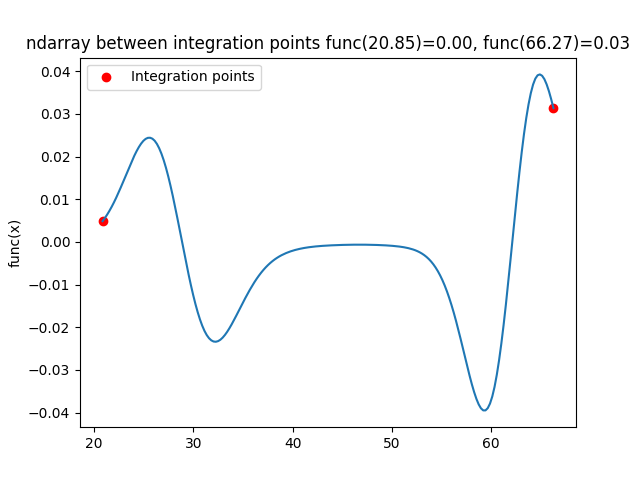 ndarray between integration points func(20.85)=0.00, func(66.27)=0.03
Integration points
func(x)
0.04
0.03
0.02
0.01
0.00
−0.01
−0.02
−0.03
−0.04
20 30 40 50 60